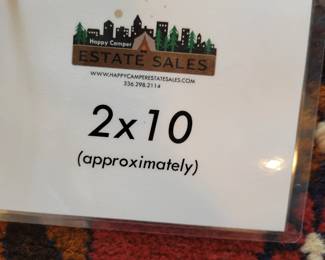 Happy Camper
ESTATE SALES
WWW.HAPPYCAMPERESTATESALES.COM
336.298.2114
2x10
(approximately)